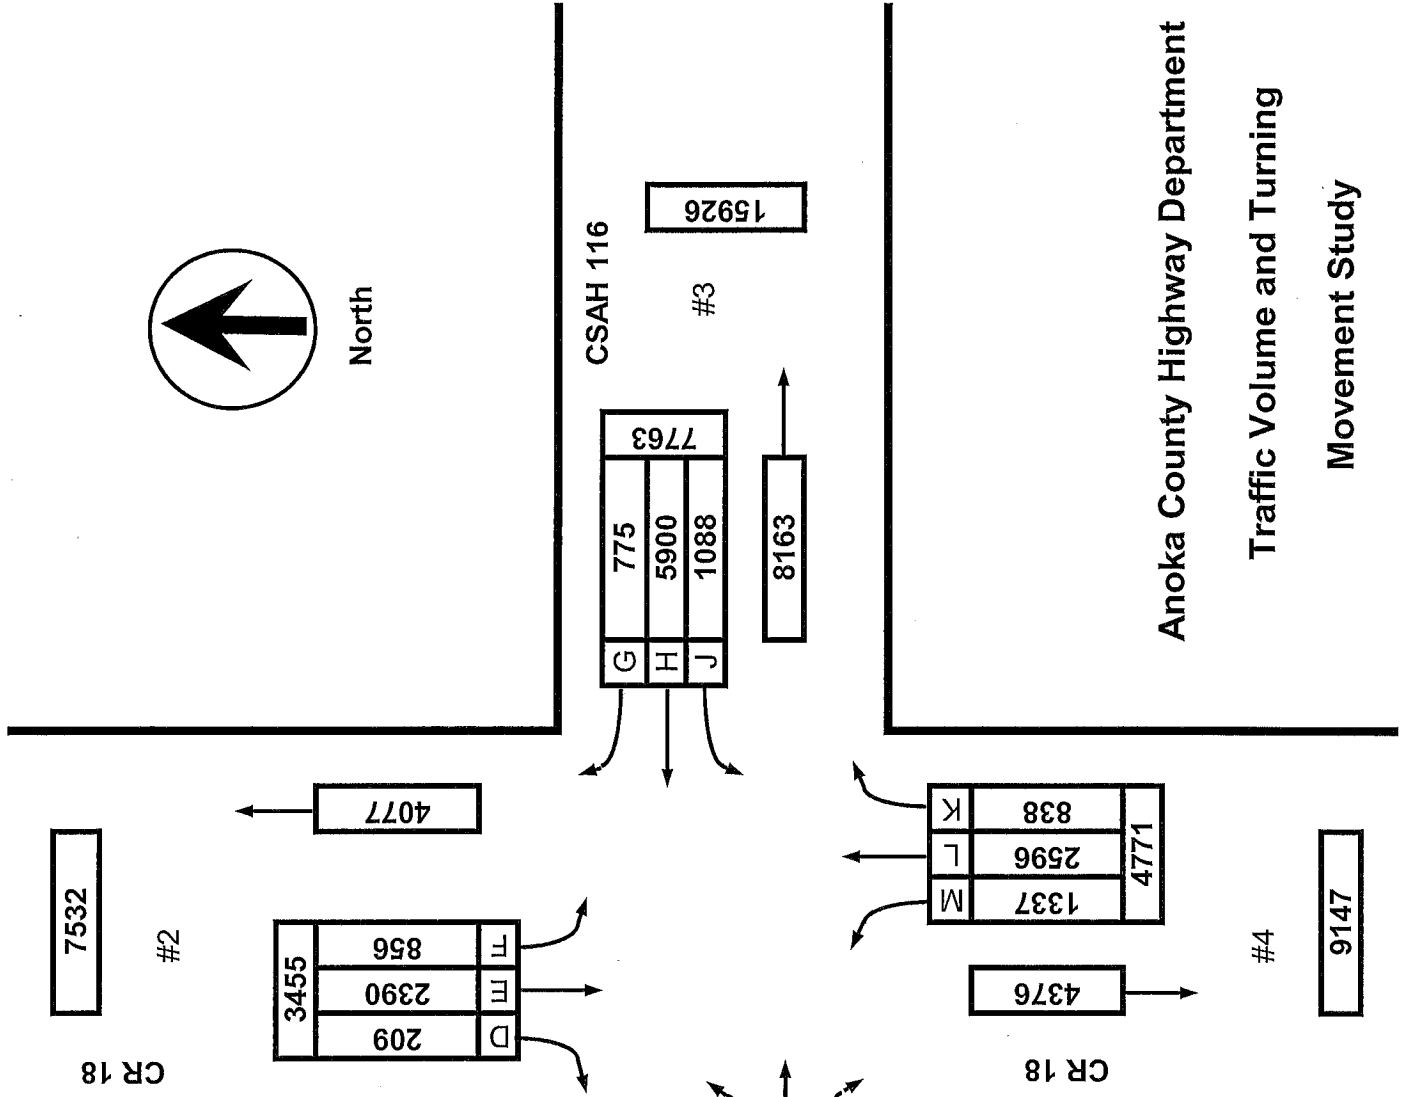 Anoka County Highway Department
Traffic Volume and Turning
Movement Study
North
CSAH 116
#3
15926
7763
G 775
H 5900
J 1088
8163
7532
#2
CR 18
4077
3455
F 856
E 2390
D 209
K 838
L 2596
M 1337
4771
4376
#4
9147
CR 18